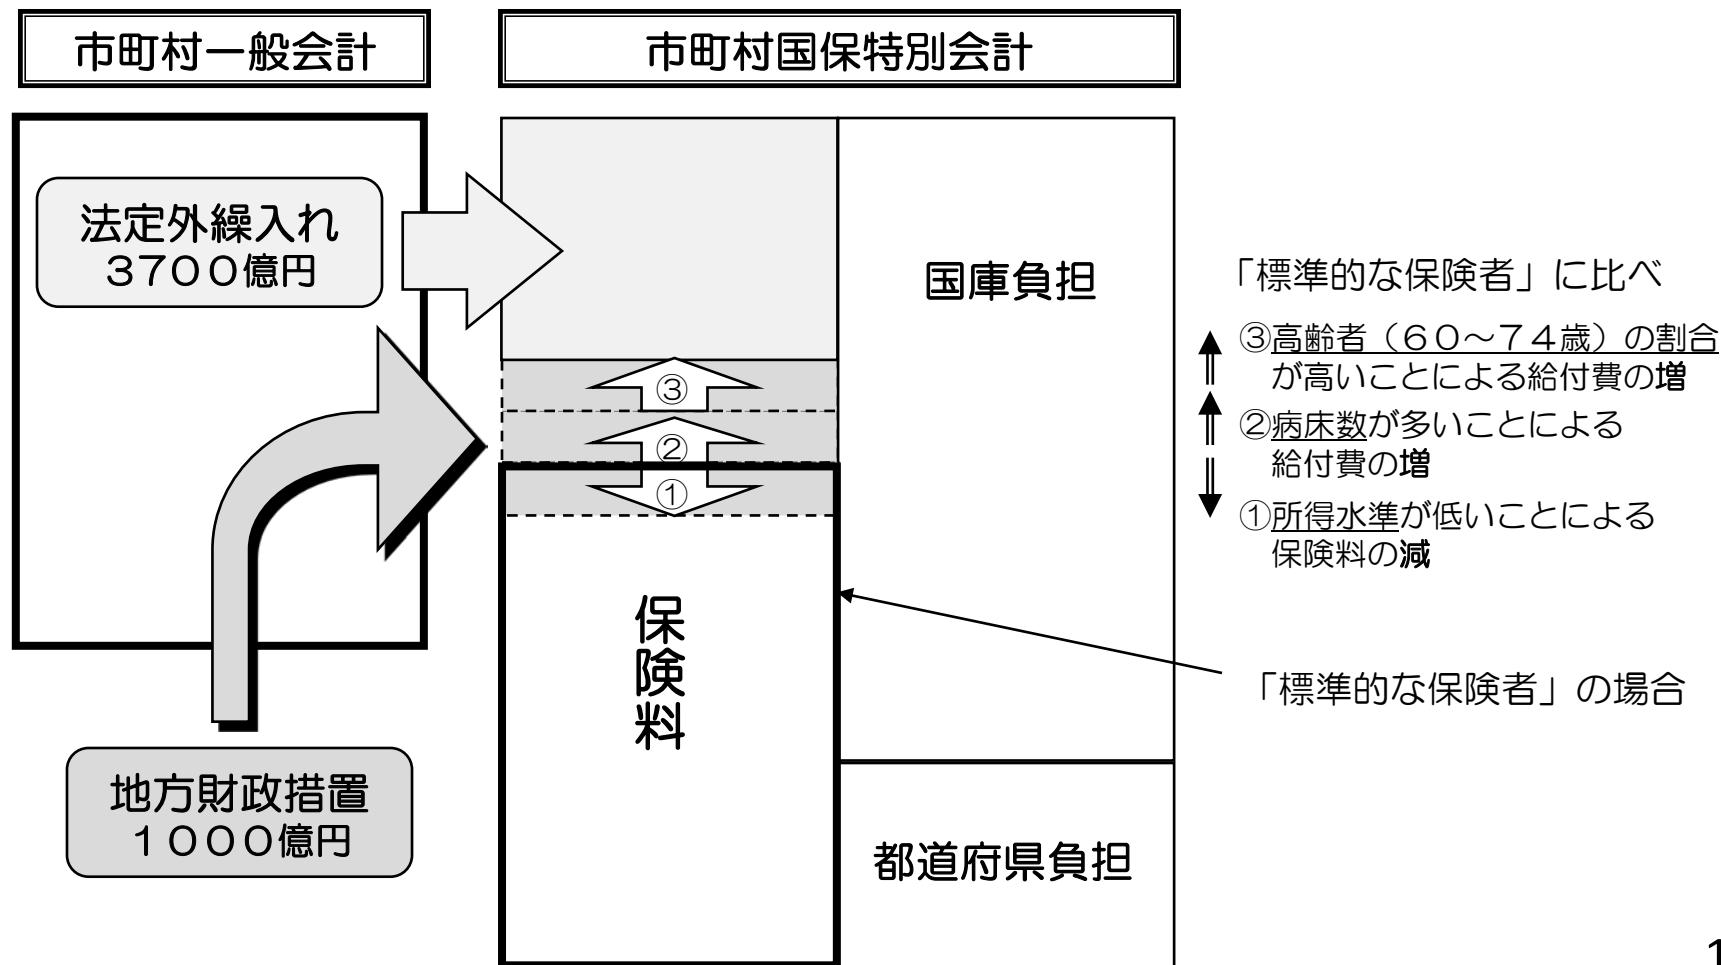 市町村一般会計
市町村国保特別会計
法定外繰入れ
３７００億円
国庫負担
「標準的な保険者」に比べ
③高齢者（６０～７４歳）の割合
が高いことによる給付費の増
②病床数が多いことによる
給付費の増
①所得水準が低いことによる
保険料の減
③
②
①
保険料
「標準的な保険者」の場合
地方財政措置
１０００億円
都道府県負担
1